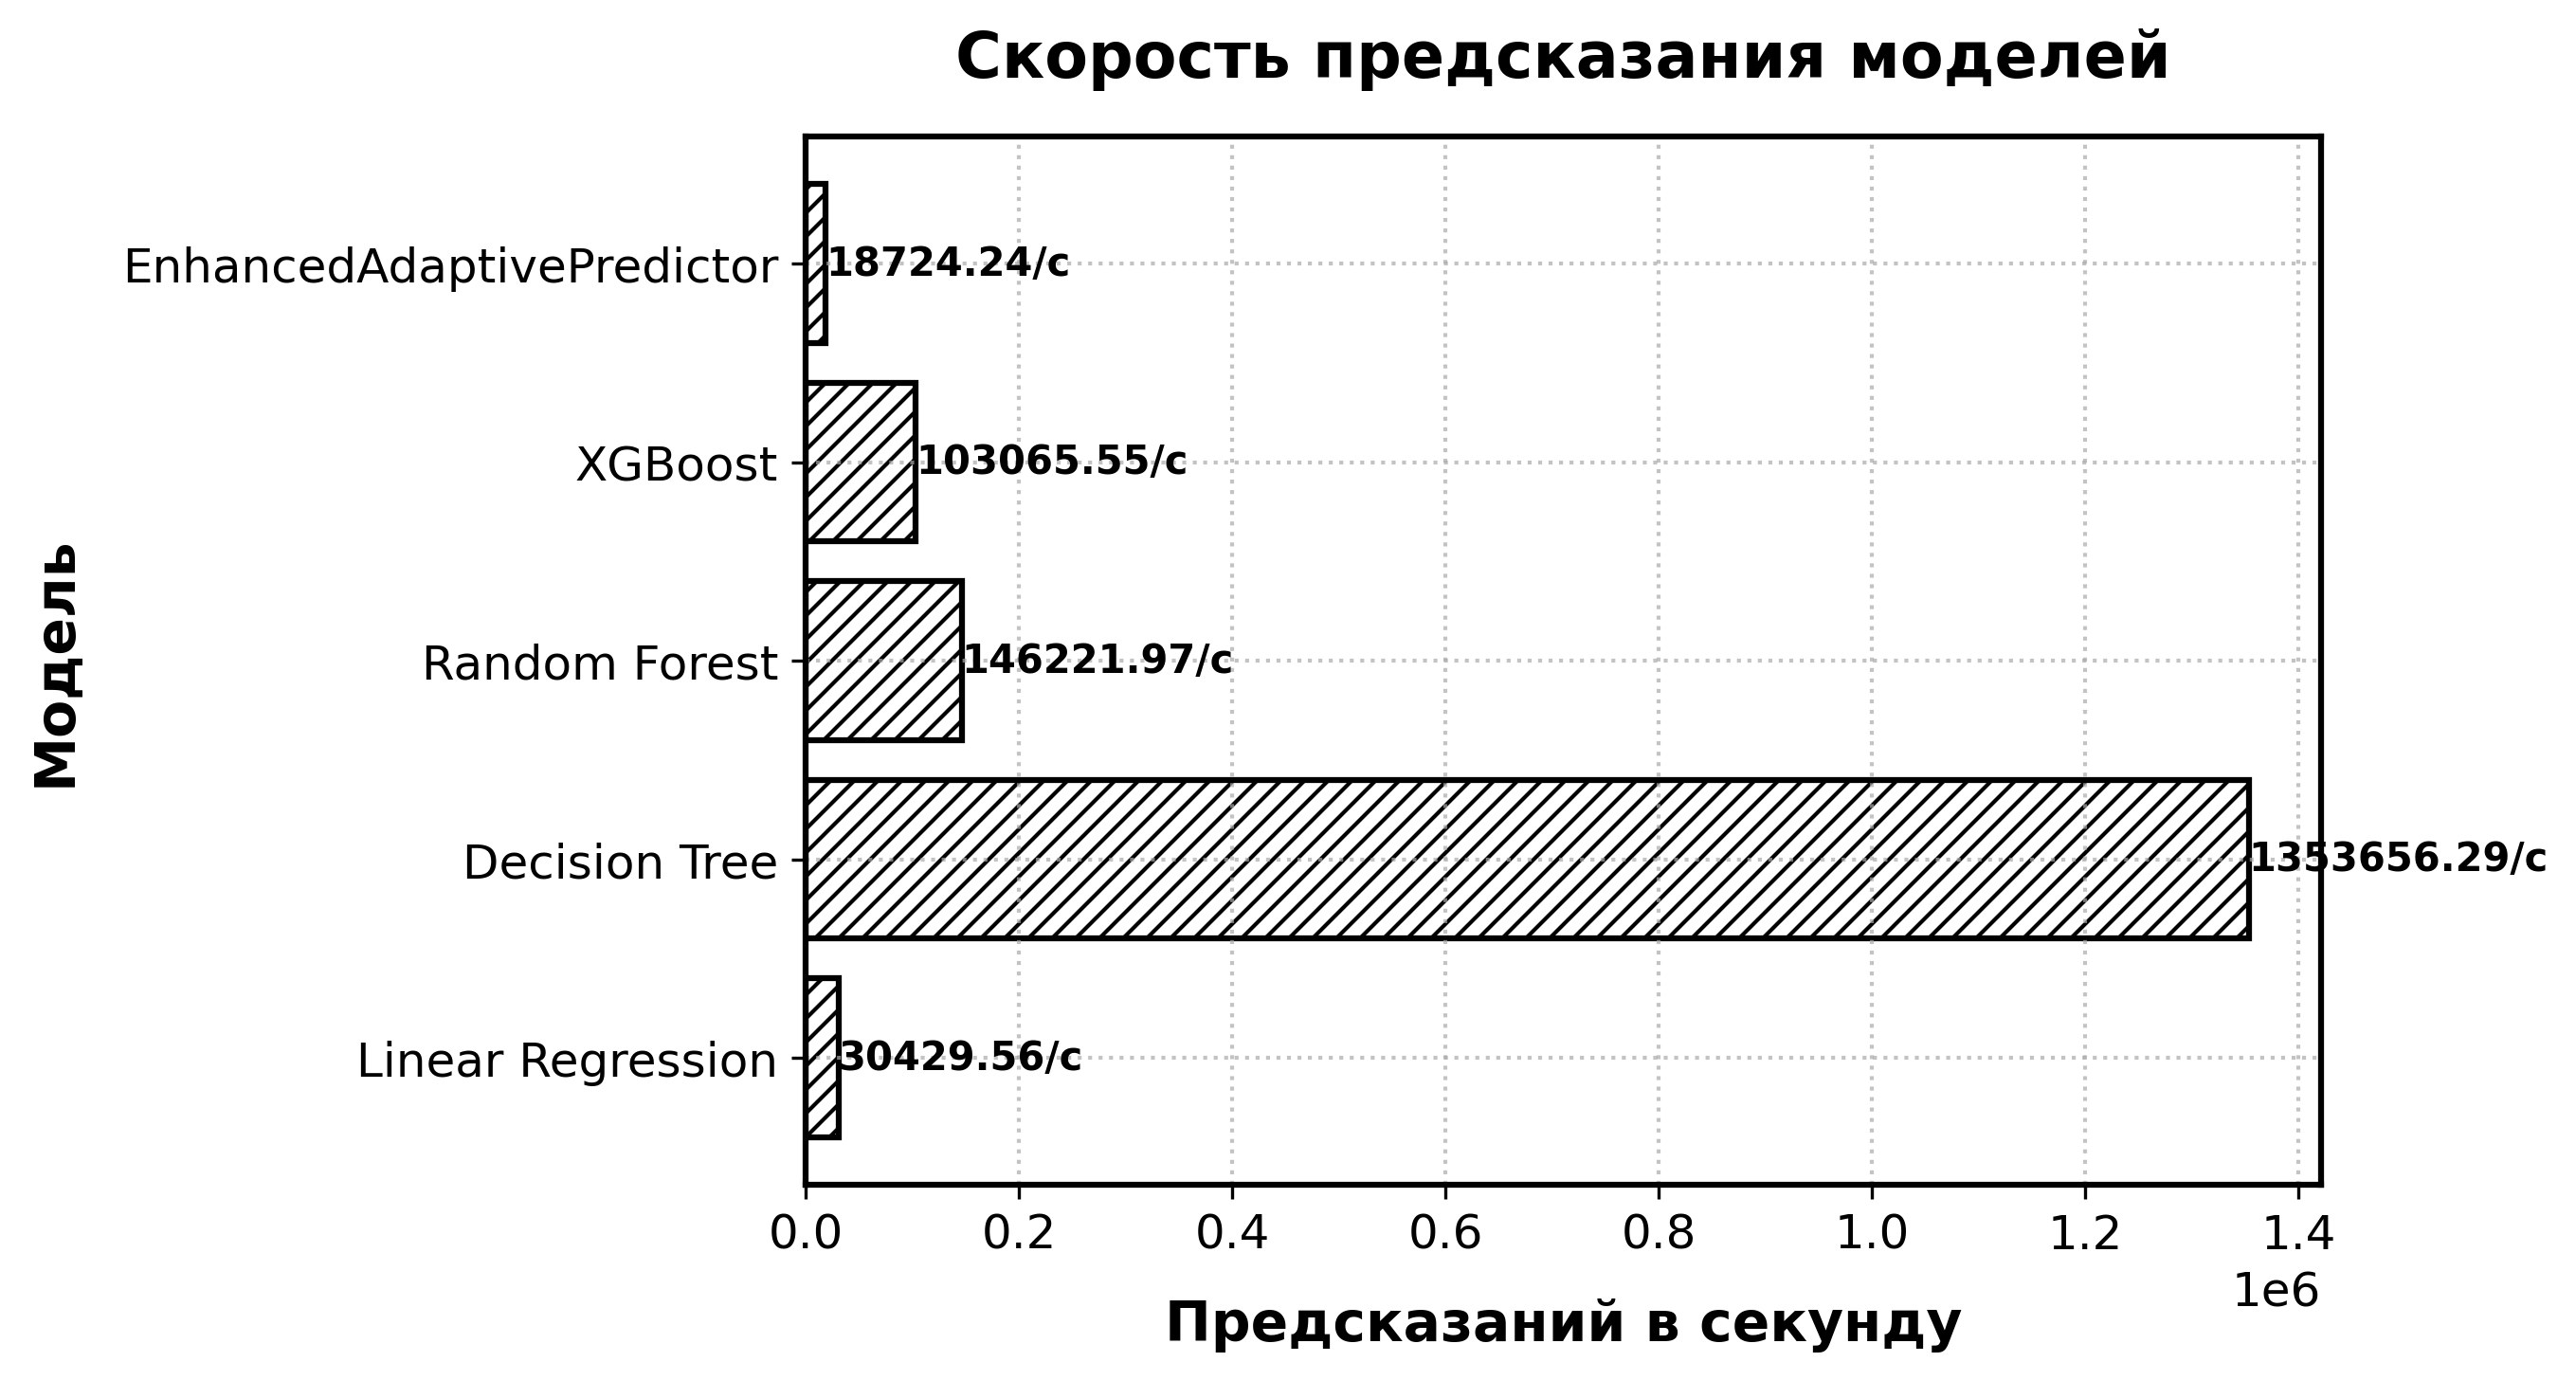 Скорость предсказания моделей
Модель
EnhancedAdaptivePredictor
18724.24/с
XGBoost
103065.55/с
Random Forest
146221.97/с
Decision Tree
1353656.29/с
Linear Regression
30429.56/с
0.0 0.2 0.4 0.6 0.8 1.0 1.2 1.4
1e6
Предсказаний в секунду